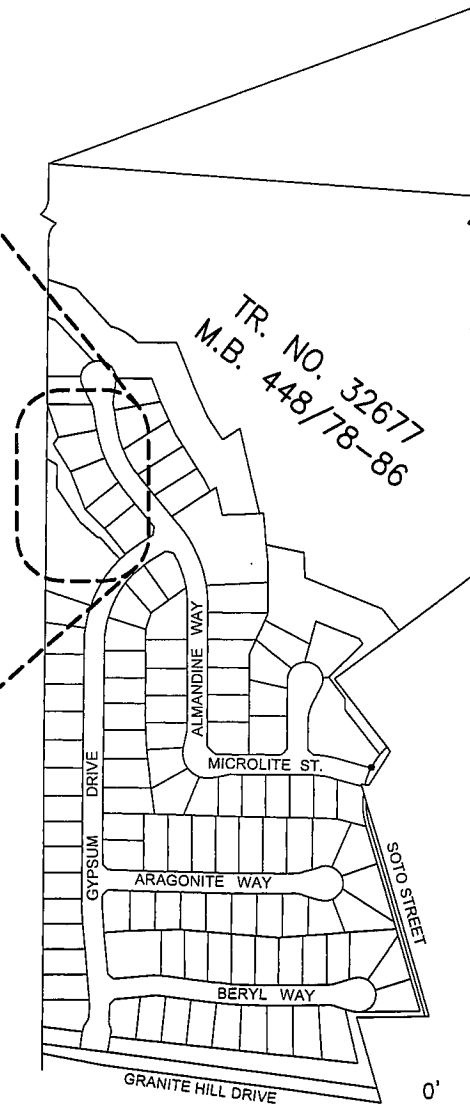 TR. NO. 32677
M.B. 448/78-86
ALMANDINE WAY
MICROLITE ST.
GYPSUM DRIVE
ARAGONITE WAY
SOTO STREET
BERYL WAY
GRANITE HILL DRIVE
0'